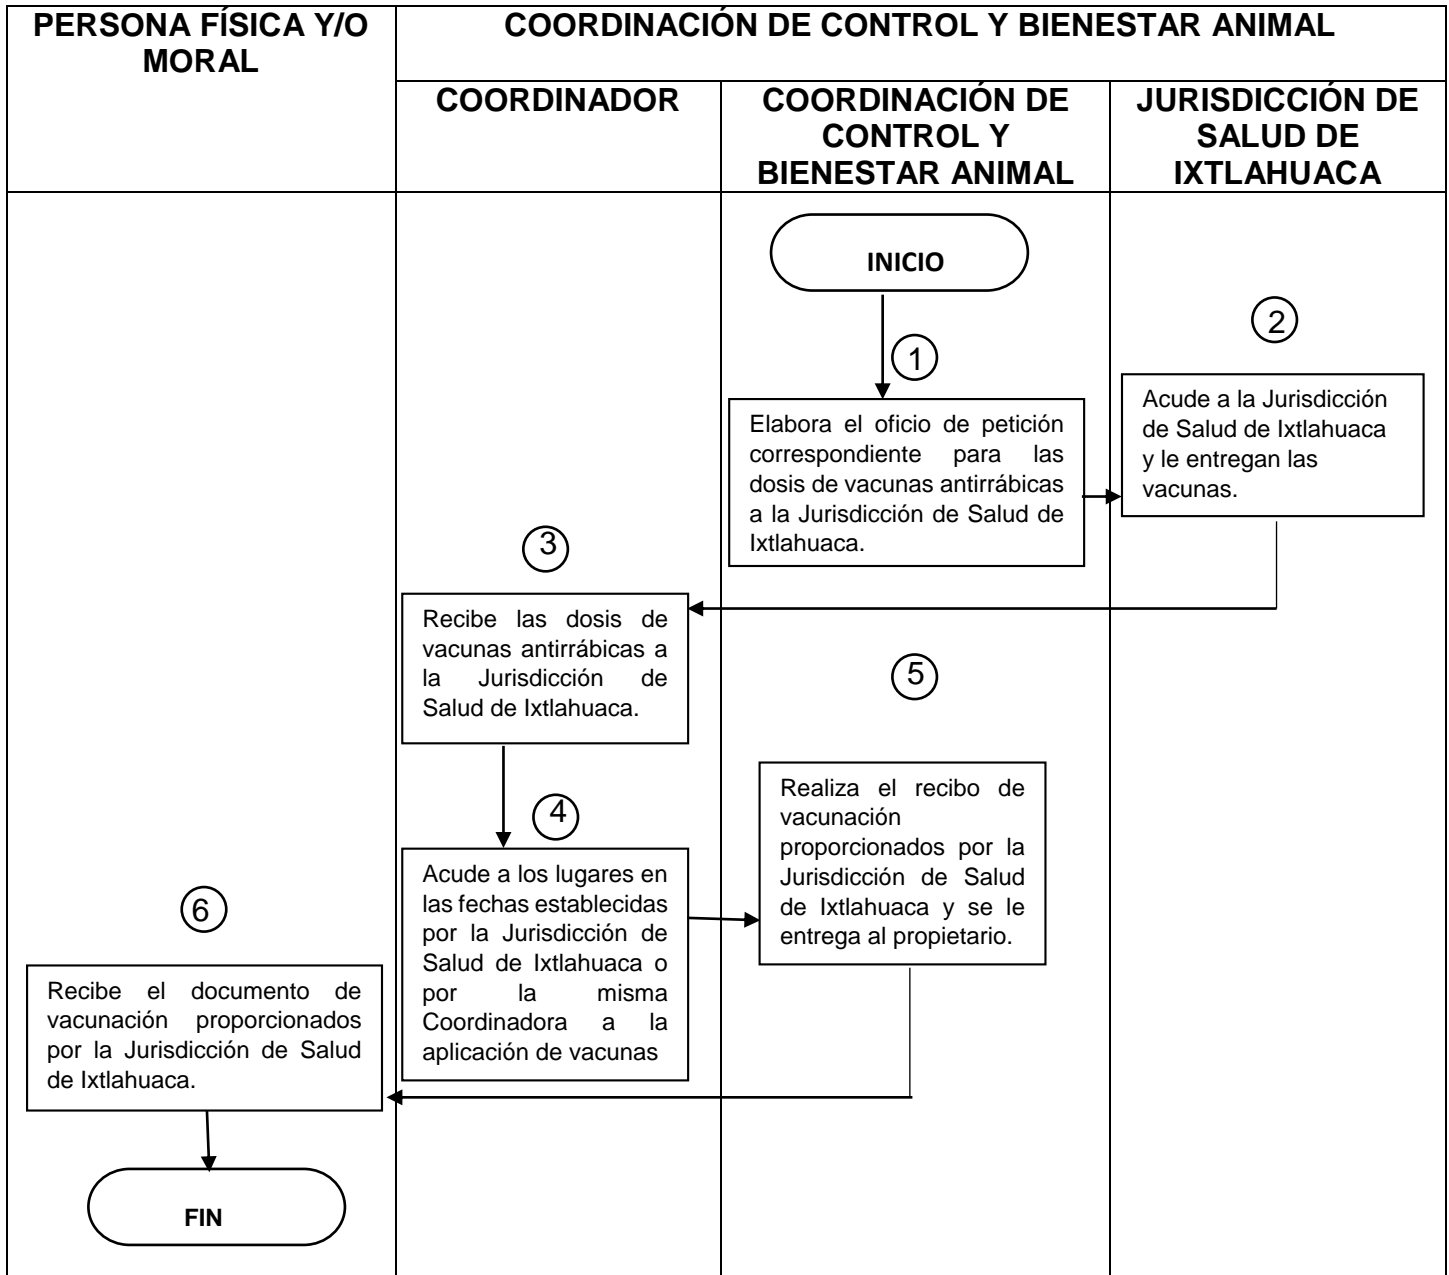 PERSONA FÍSICA Y/O
MORAL
COORDINACIÓN DE CONTROL Y BIENESTAR ANIMAL
COORDINADOR
COORDINACIÓN DE
CONTROL Y
BIENESTAR ANIMAL
JURISDICCIÓN DE
SALUD DE
IXTLAHUACA
INICIO
1
Elabora el oficio de petición
correspondiente para las
dosis de vacunas antirrábicas
a la Jurisdicción de Salud de
Ixtlahuaca.
2
Acude a la Jurisdicción
de Salud de Ixtlahuaca
y le entregan las
vacunas.
3
Recibe las dosis de
vacunas antirrábicas a
la Jurisdicción de
Salud de Ixtlahuaca.
4
Acude a los lugares en
las fechas establecidas
por la Jurisdicción de
Salud de Ixtlahuaca o
por la misma
Coordinadora a la
aplicación de vacunas
5
Realiza el recibo de
vacunación
proporcionados por la
Jurisdicción de Salud
de Ixtlahuaca y se le
entrega al propietario.
6
Recibe el documento de
vacunación proporcionados
por la Jurisdicción de Salud
de Ixtlahuaca.
FIN